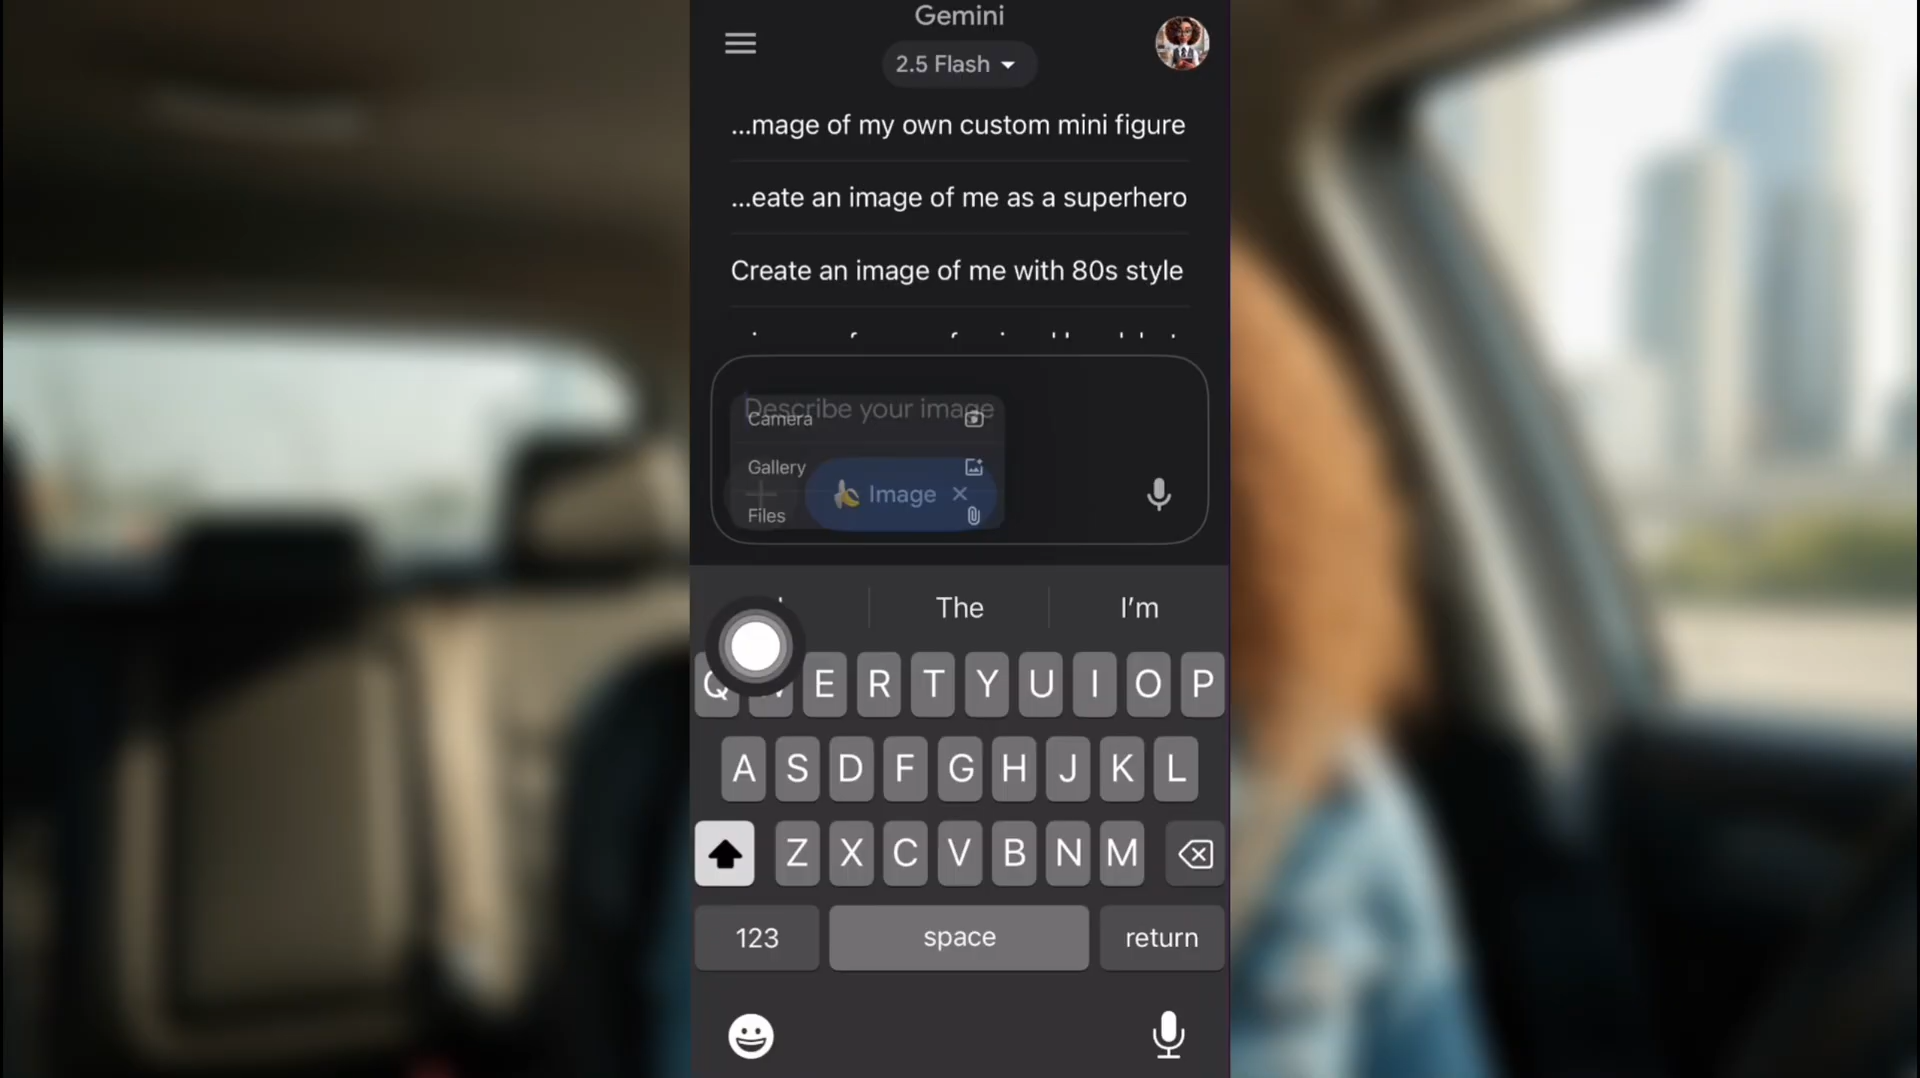 Gemini
2.5 Flash
...mage of my own custom mini figure
...eate an image of me as a superhero
Create an image of me with 80s style
Describe your image
Camera
Gallery
Image
Files
The
I'm
Q E R T Y U I O P
A S D F G H J K L
Z X C V B N M
123
space
return